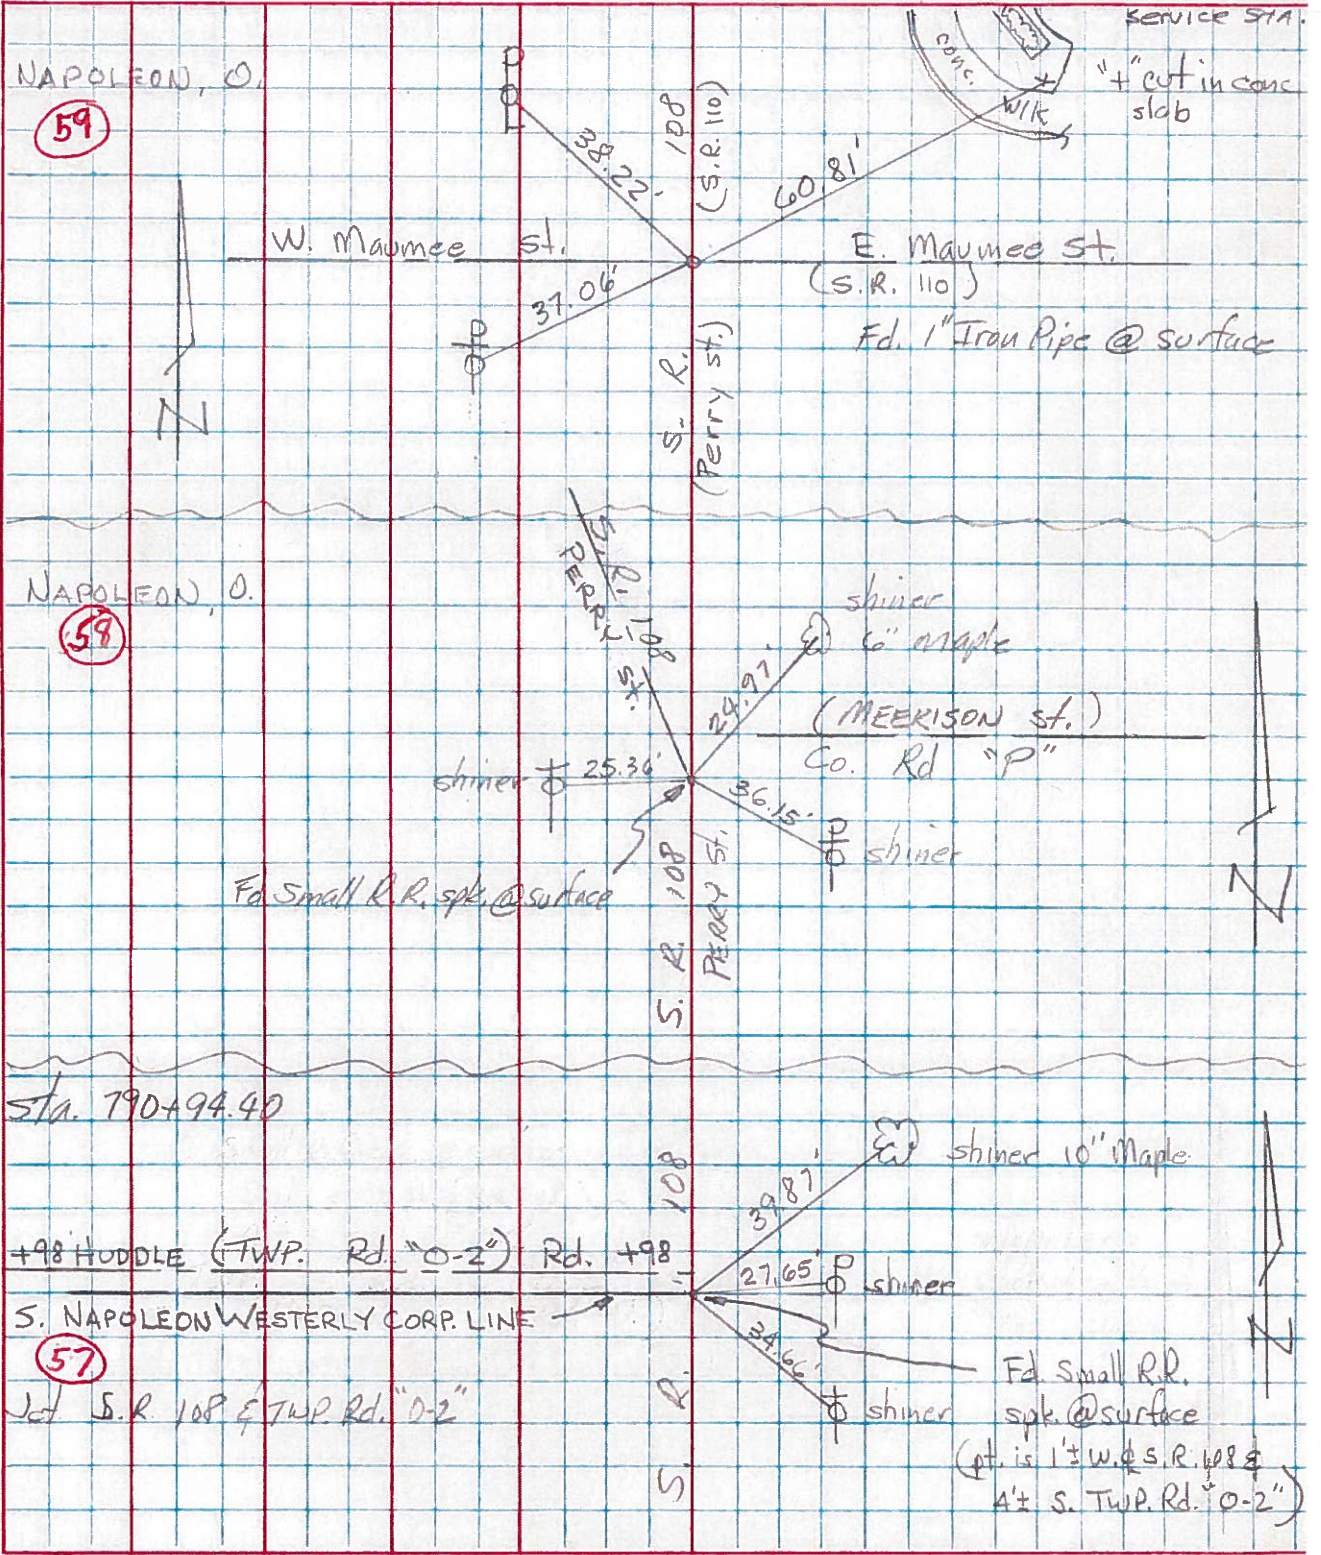 service STA.
NAPOLEON, O.
59
conc.
W/K
"+" cut in conc
slab
38.22'
108
(S.R. 110)
60.81'
W. Maumee St.
E. Maumee St.
(S.R. 110)
37.06'
Fd. 1" Iron Pipe @ surface
S. R.
(Perry St.)
N
NAPOLEON, O.
58
S. R. 108
PERRY St.
shiner
6" maple
24.97'
(MEEKISON St.)
Co. Rd "P"
shiner
25.36'
36.15'
shiner
Fd Small R.R. spk. @ surface
S. R. 108
PERRY St.
N
Sta. 790+94.40
108
shiner 10" Maple
39.87'
+98 HUDDLE (TWP. Rd. "O-2") Rd. +98
27.65'
shiner
S. NAPOLEON WESTERLY CORP. LINE
34.66'
N
57
Jct S.R. 108 & TWP. Rd. "O-2"
shiner
Fd. Small R.R.
spk. @ surface
(pt. is 1'± W. ȼ S.R. 108 &
4'± S. TWP. Rd. "O-2")
S. R.